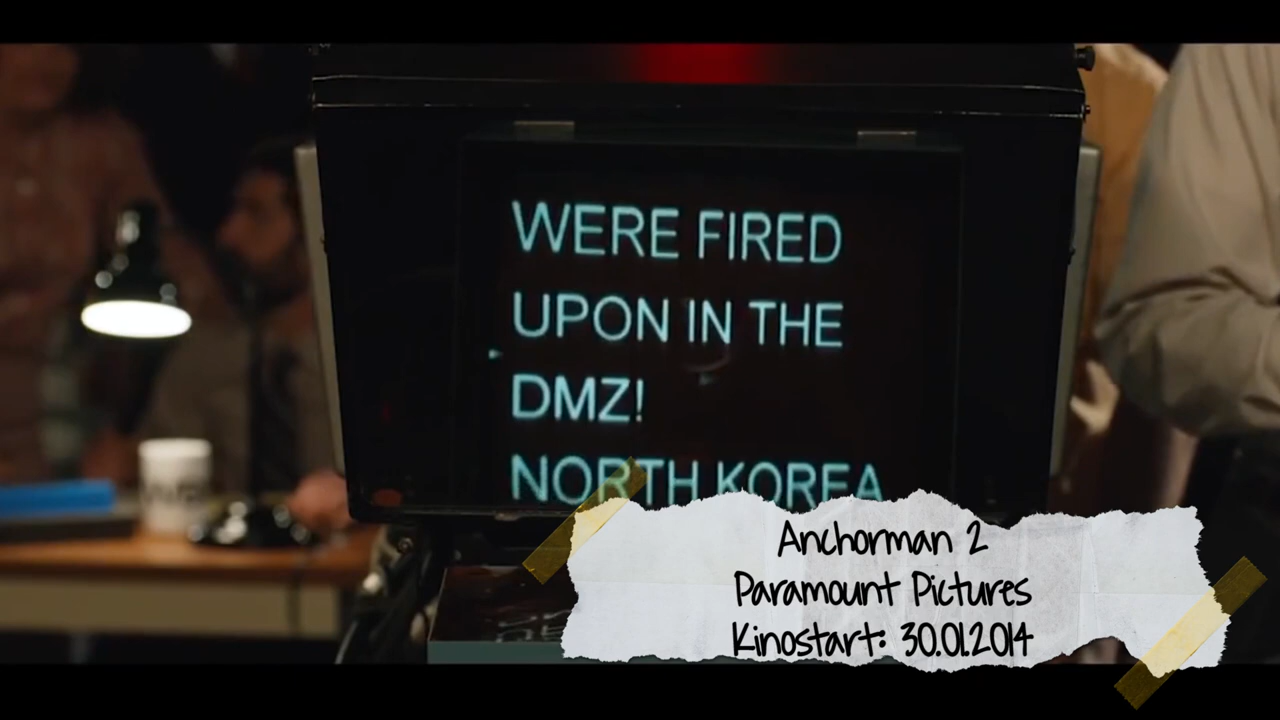 WERE FIRED
UPON IN THE
DMZ!
NORTH KOREA
Anchorman 2
Paramount Pictures
Kinostart: 30.01.2014